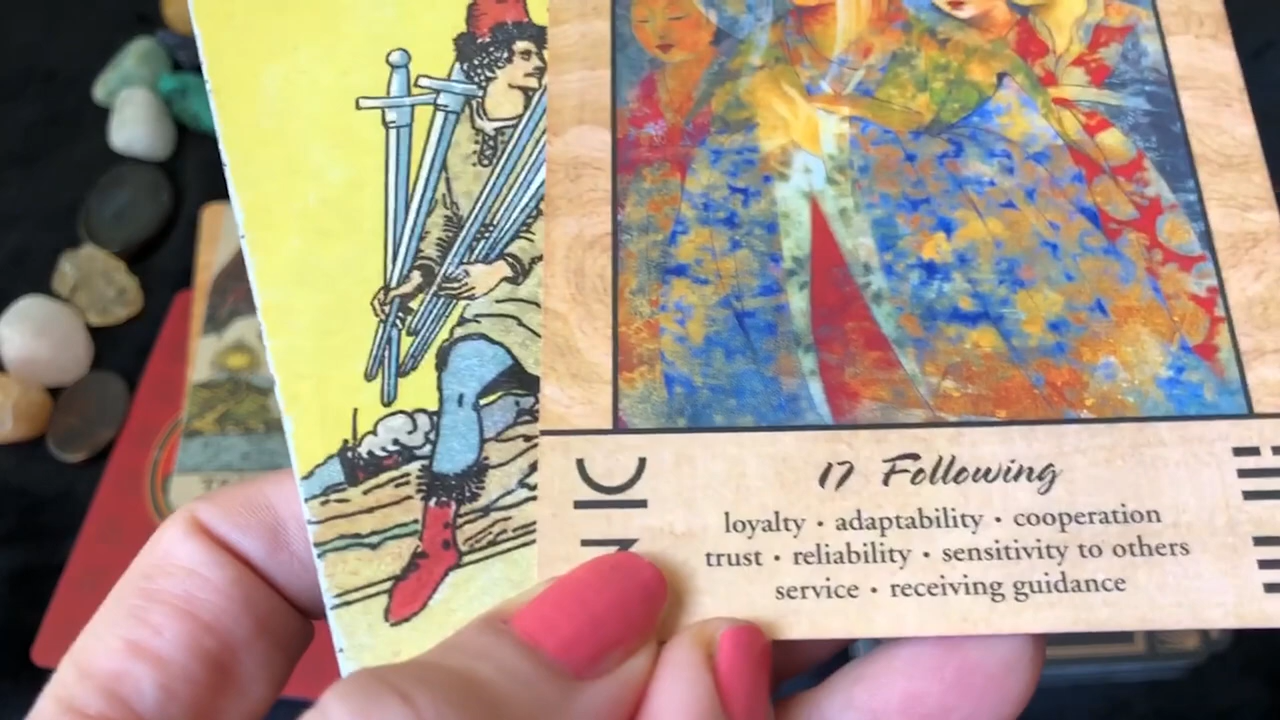 17 Following
loyalty • adaptability • cooperation
trust • reliability • sensitivity to others
service • receiving guidance